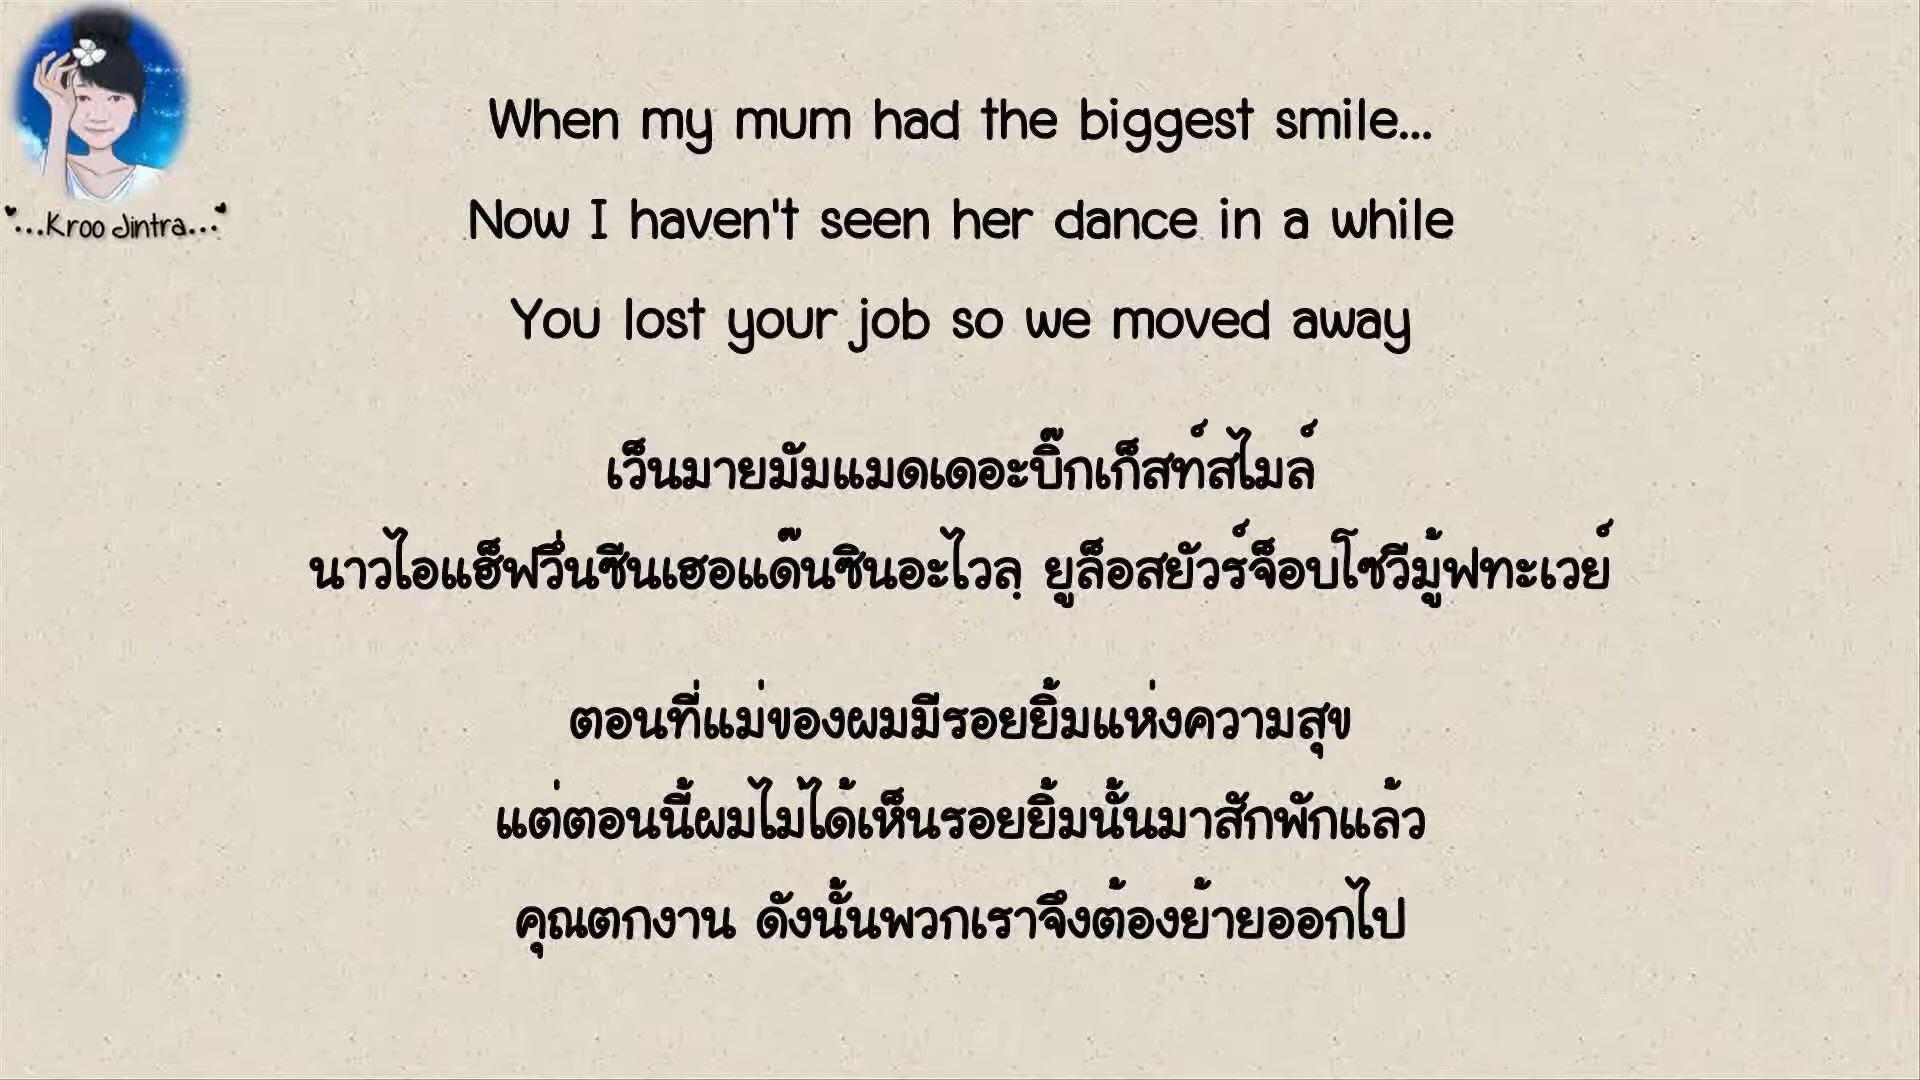 ...Kroo Jintra...
When my mum had the biggest smile...
Now I haven't seen her dance in a while
You lost your job so we moved away
เว็นมายมัมแมดเดอะบิ๊กเก็สท์สไมล์
นาวไอแฮ็ฟวึ่นซีนเฮอแด๊นซินอะไวลฺ ยูล็อสยัวร์จ็อบโซวีมู้ฟทะเวย์
ตอนที่แม่ของผมมีรอยยิ้มแห่งความสุข
แต่ตอนนี้ผมไม่ได้เห็นรอยยิ้มนั้นมาสักพักแล้ว
คุณตกงาน ดังนั้นพวกเราจึงต้องย้ายออกไป